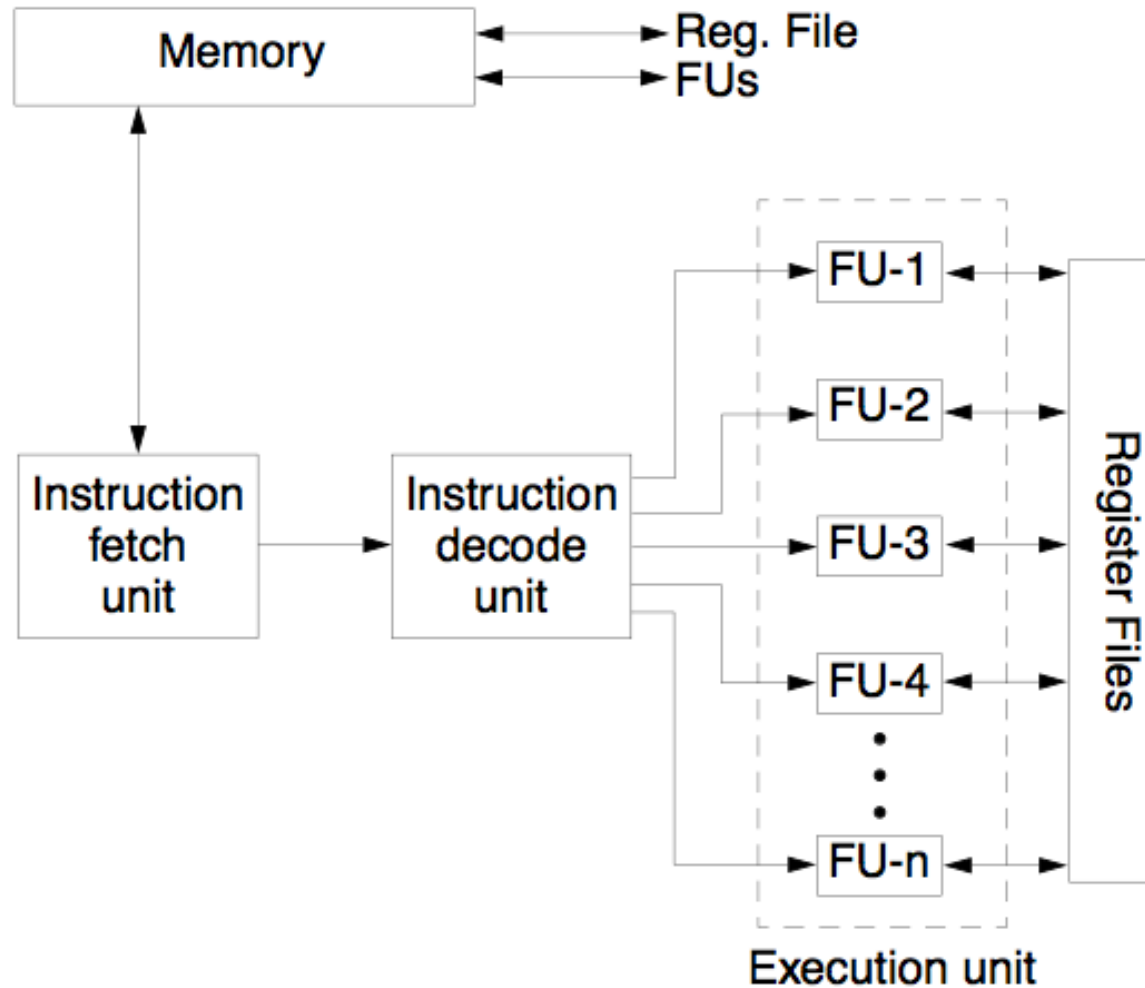 Memory
Reg. File
FUs
Instruction
fetch
unit
Instruction
decode
unit
FU-1
FU-2
FU-3
FU-4
FU-n
Register Files
Execution unit